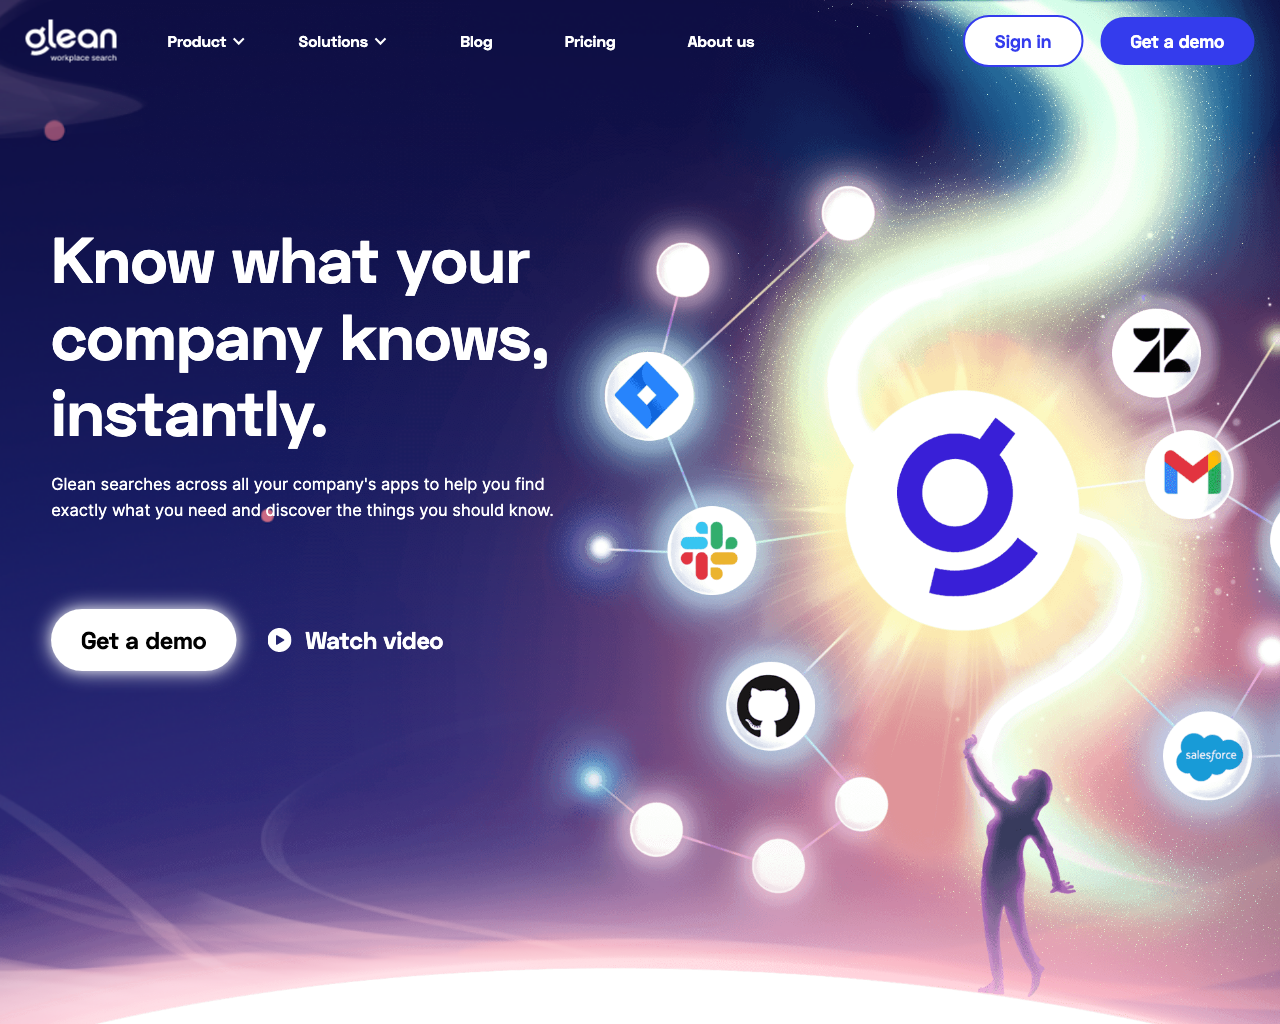 glean
workplace search
Product
Solutions
Blog
Pricing
About us
Sign in
Get a demo
Know what your
company knows,
instantly.
Glean searches across all your company's apps to help you find
exactly what you need and discover the things you should know.
Get a demo
Watch video
salesforce